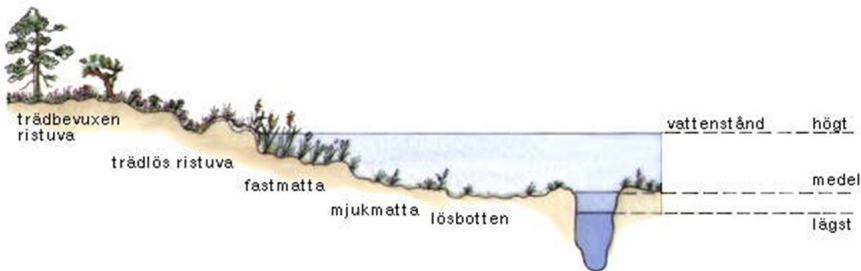 trädbevuxen
ristuva
trädlös ristuva
fastmatta
mjukmatta
lösbotten
vattenstånd högt
medel
lägst